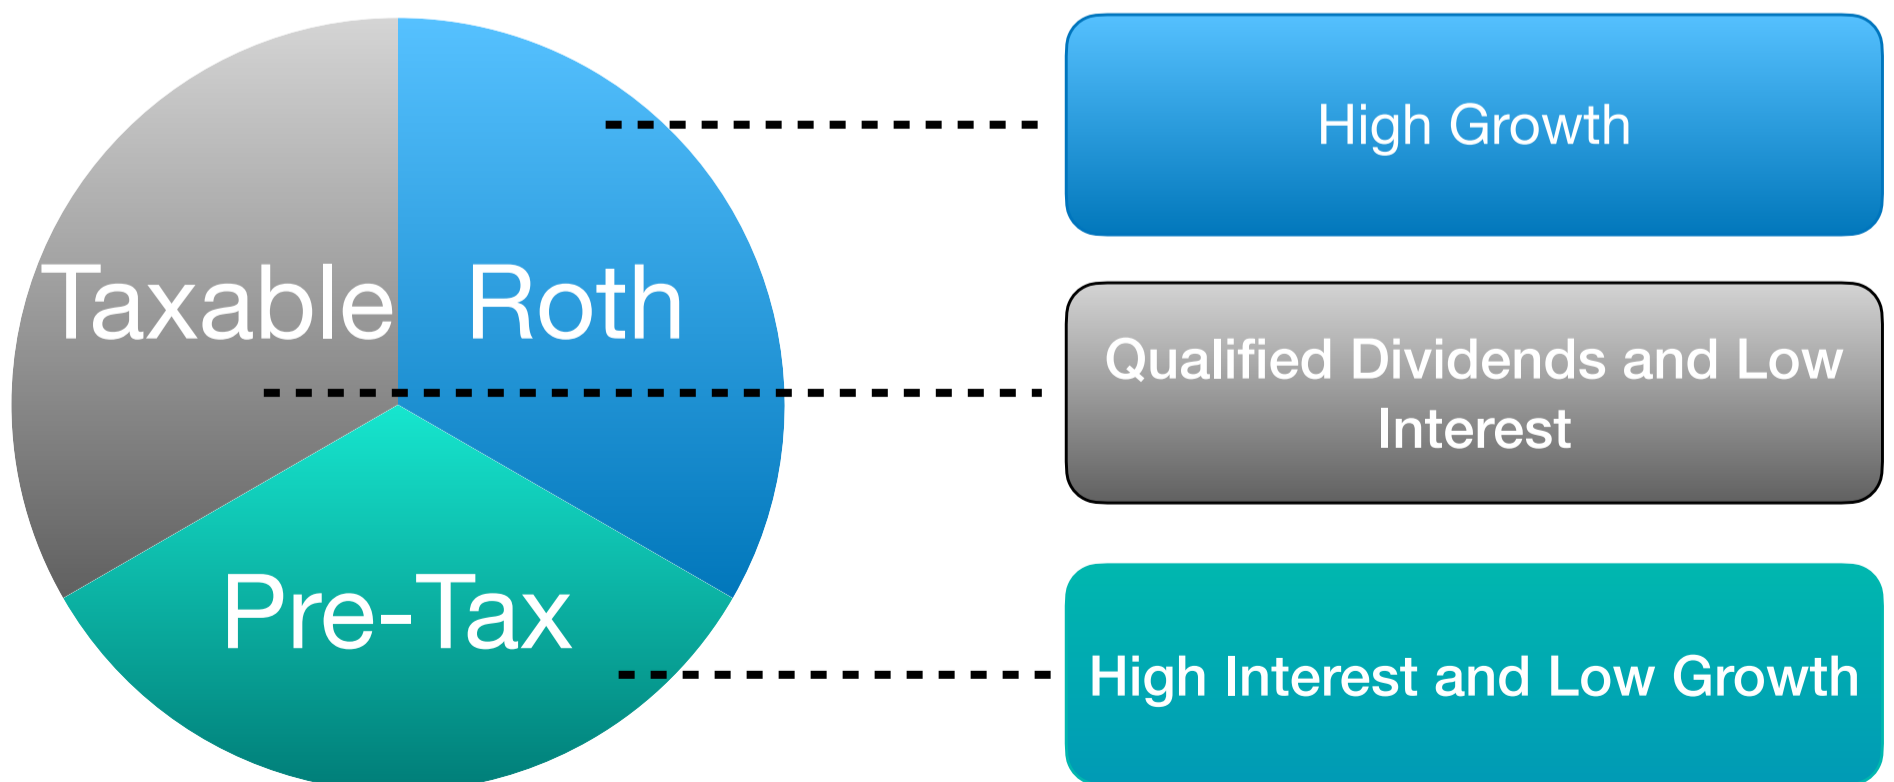 Taxable
Roth
Pre-Tax
High Growth
Qualified Dividends and Low
Interest
High Interest and Low Growth